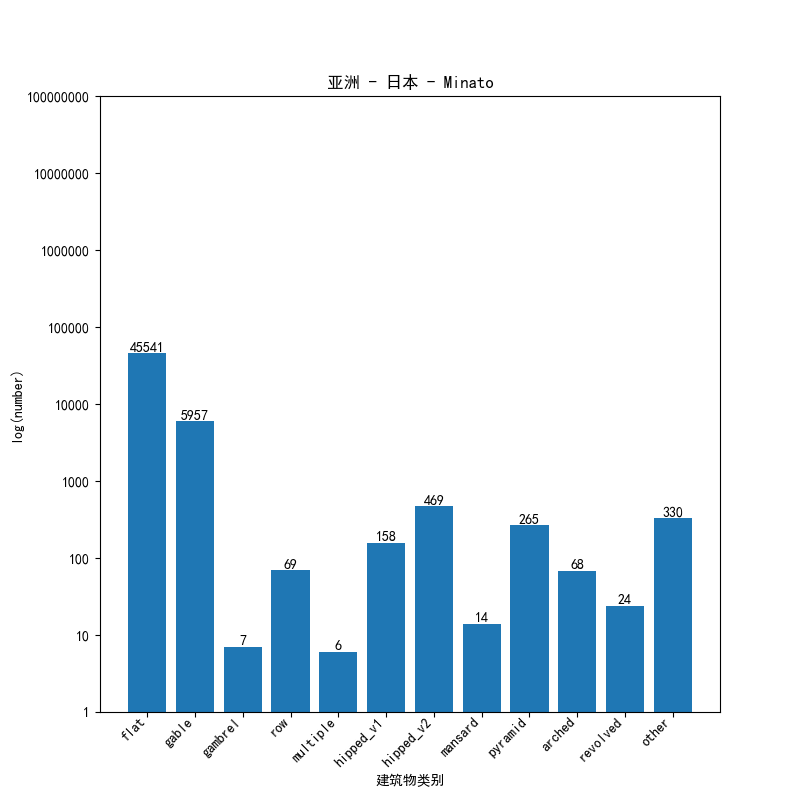 亚洲 - 日本 - Minato
100000000
10000000
1000000
100000
10000
1000
100
10
1
log(number)
45541
5957
7
69
6
158
469
14
265
68
24
330
flat
gable
gambrel
row
multiple
hipped_v1
hipped_v2
mansard
pyramid
arched
revolved
other
建筑物类别